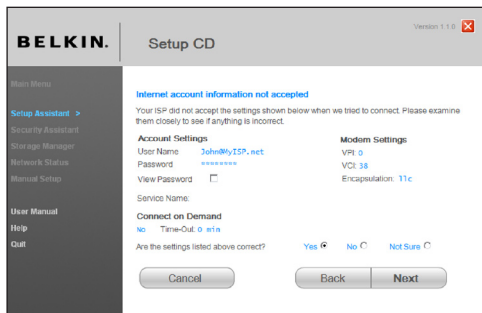 Version 1.1.0
BELKIN.
Setup CD
Main Menu
Setup Assistant >
Security Assistant
Storage Manager
Network Status
Manual Setup
User Manual
Help
Quit
Internet account information not accepted
Your ISP did not accept the settings shown below when we tried to connect. Please examine
them closely to see if anything is incorrect.
Account Settings
User Name John@MyISP.net
Password ********
View Password
Service Name:
Connect on Demand
No Time-Out: 0 min
Modem Settings
VPI: 0
VCI: 38
Encapsulation: llc
Are the settings listed above correct? Yes No Not Sure
Cancel Back Next